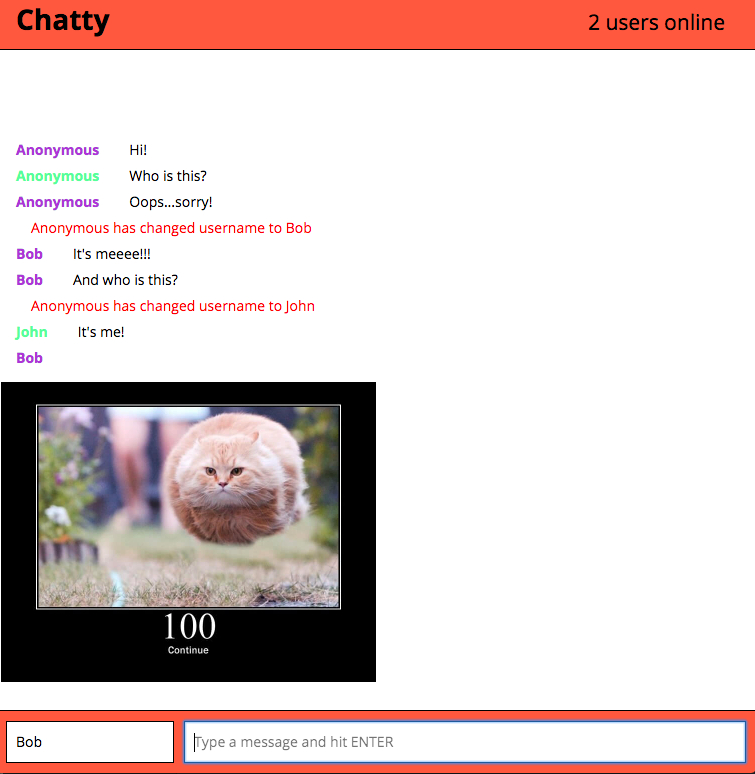 Chatty
2 users online
Anonymous Hi!
Anonymous Who is this?
Anonymous Oops...sorry!
Anonymous has changed username to Bob
Bob It's meeee!!!
Bob And who is this?
Anonymous has changed username to John
John It's me!
Bob
100
Continue
Bob
Type a message and hit ENTER